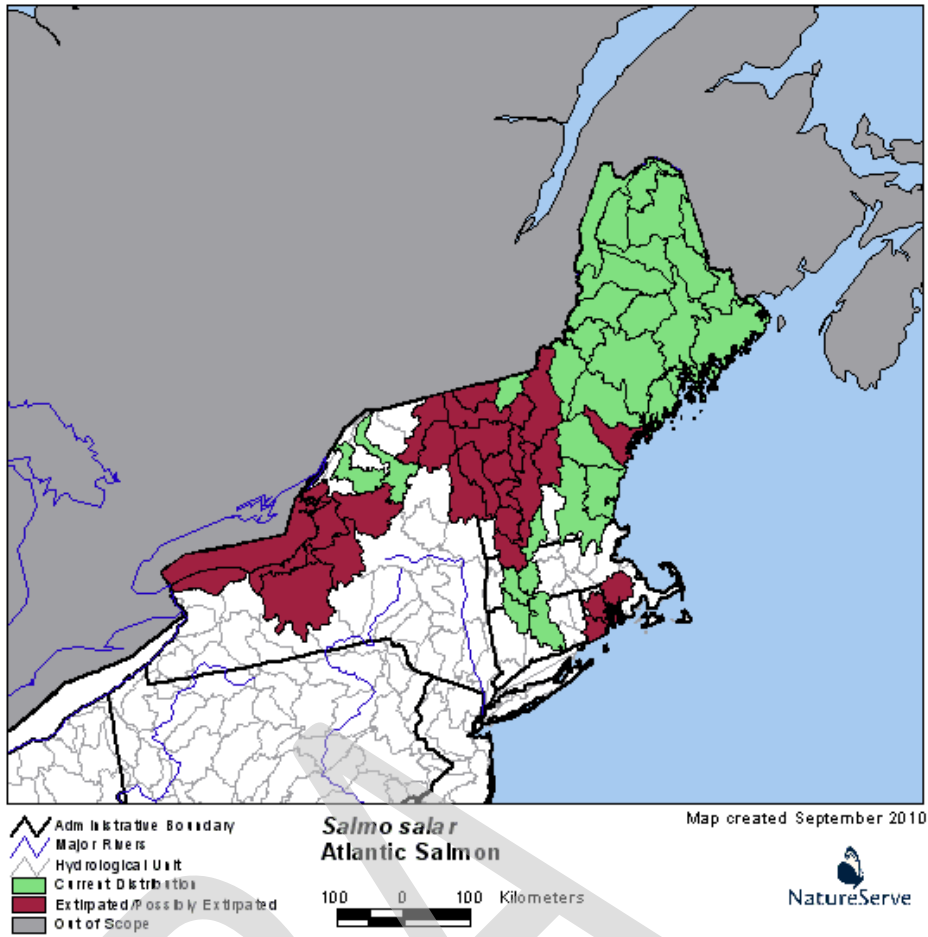 Administrative Boundary
Major Rivers
Hydrological Unit
Current Distribution
Extirpated/Possibly Extirpated
Out of Scope
Salmo salar
Atlantic Salmon
100 0 100 Kilometers
Map created September 2010
NatureServe